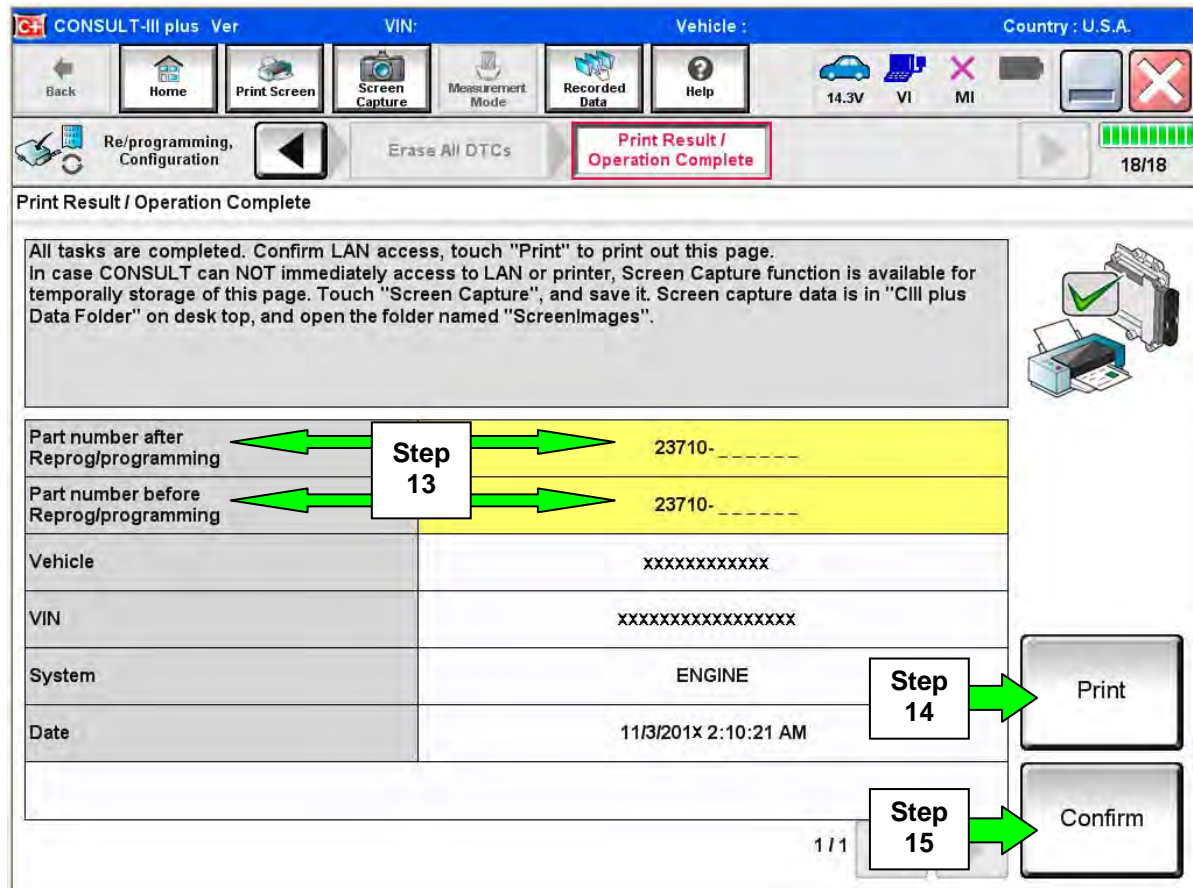 C+ CONSULT-III plus Ver VIN: Vehicle : Country : U.S.A.
Back
Home
Print Screen
Screen
Capture
Measurement
Mode
Recorded
Data
Help
14.3V
VI
MI
Re/programming,
Configuration
Erase All DTCs
Print Result /
Operation Complete
18/18
Print Result / Operation Complete
All tasks are completed. Confirm LAN access, touch "Print" to print out this page.
In case CONSULT can NOT immediately access to LAN or printer, Screen Capture function is available for
temporally storage of this page. Touch "Screen Capture", and save it. Screen capture data is in "CIII plus
Data Folder" on desk top, and open the folder named "ScreenImages".
Part number after
Reprog/programming
23710-_ _ _ _ _ _
Step
13
Part number before
Reprog/programming
23710-_ _ _ _ _ _
Vehicle
xxxxxxxxxxxx
VIN
xxxxxxxxxxxxxxxxx
System
ENGINE
Step
14
Print
Date
11/3/201X 2:10:21 AM
Step
15
Confirm
1/1